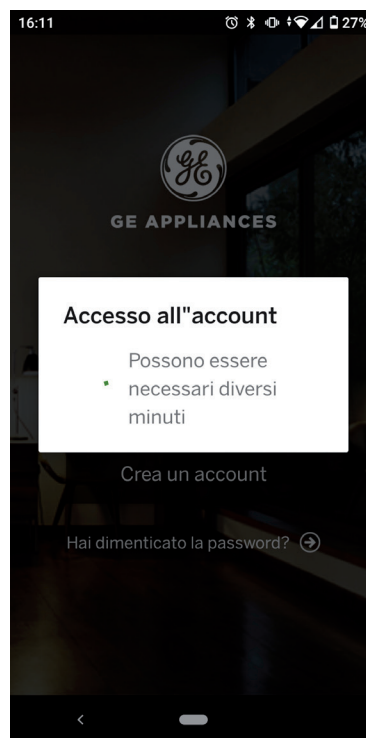 16:11
27%
GE
GE APPLIANCES
Accesso all"account
Possono essere
necessari diversi
minuti
Crea un account
Hai dimenticato la password?